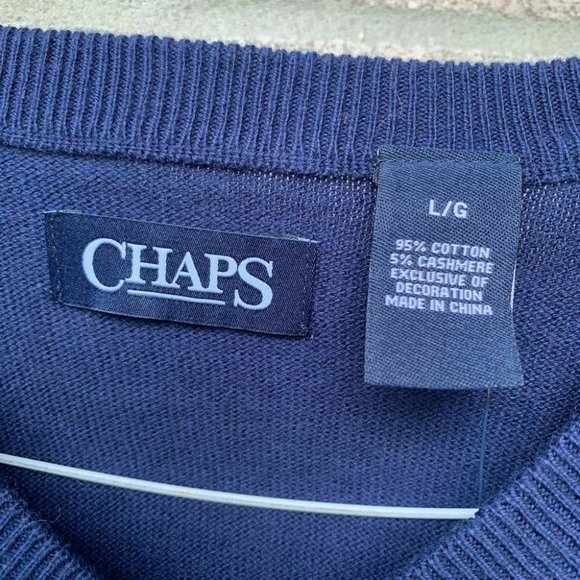 CHAPS
L/G
95% COTTON
5% CASHMERE
EXCLUSIVE OF
DECORATION
MADE IN CHINA